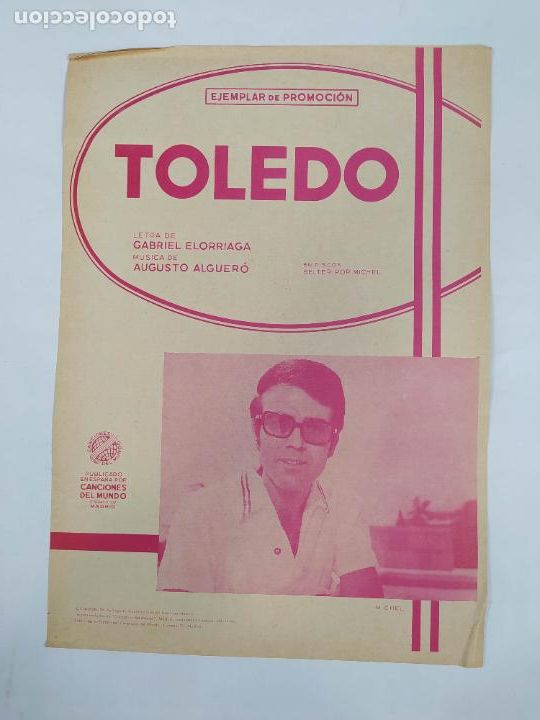 todocoleccion
EJEMPLAR DE PROMOCIÓN
TOLEDO
LETRA DE
GABRIEL ELORRIAGA
MÚSICA DE
AUGUSTO ALGUERÓ
EN DISCOS
BELTER POR MICHEL
PUBLICADO
EN ESPAÑA POR
CANCIONES
DEL MUNDO
MADRID
MICHEL